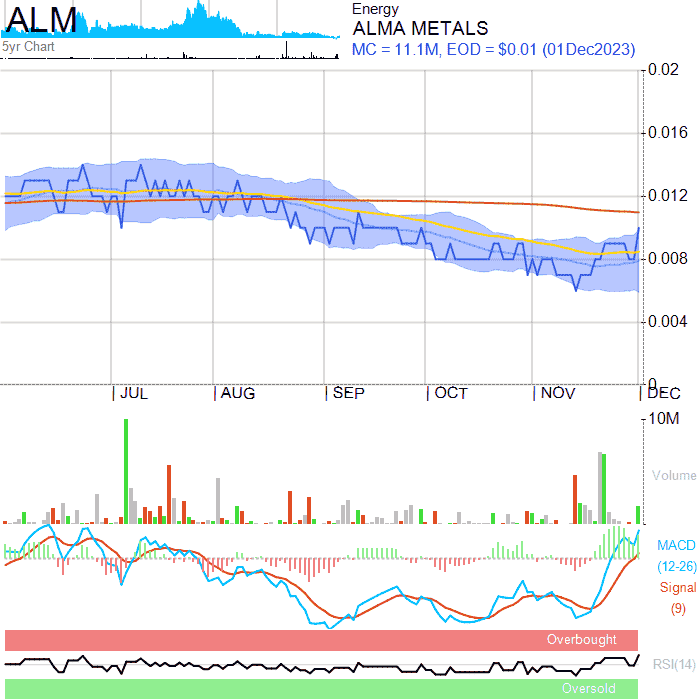 ALM
5yr Chart
Energy
ALMA METALS
MC = 11.1M, EOD = $0.01 (01Dec2023)
0.02
0.016
0.012
0.008
0.004
0
JUL AUG SEP OCT NOV DEC
10M
Volume
MACD
(12-26)
Signal
(9)
Overbought
RSI(14)
Oversold